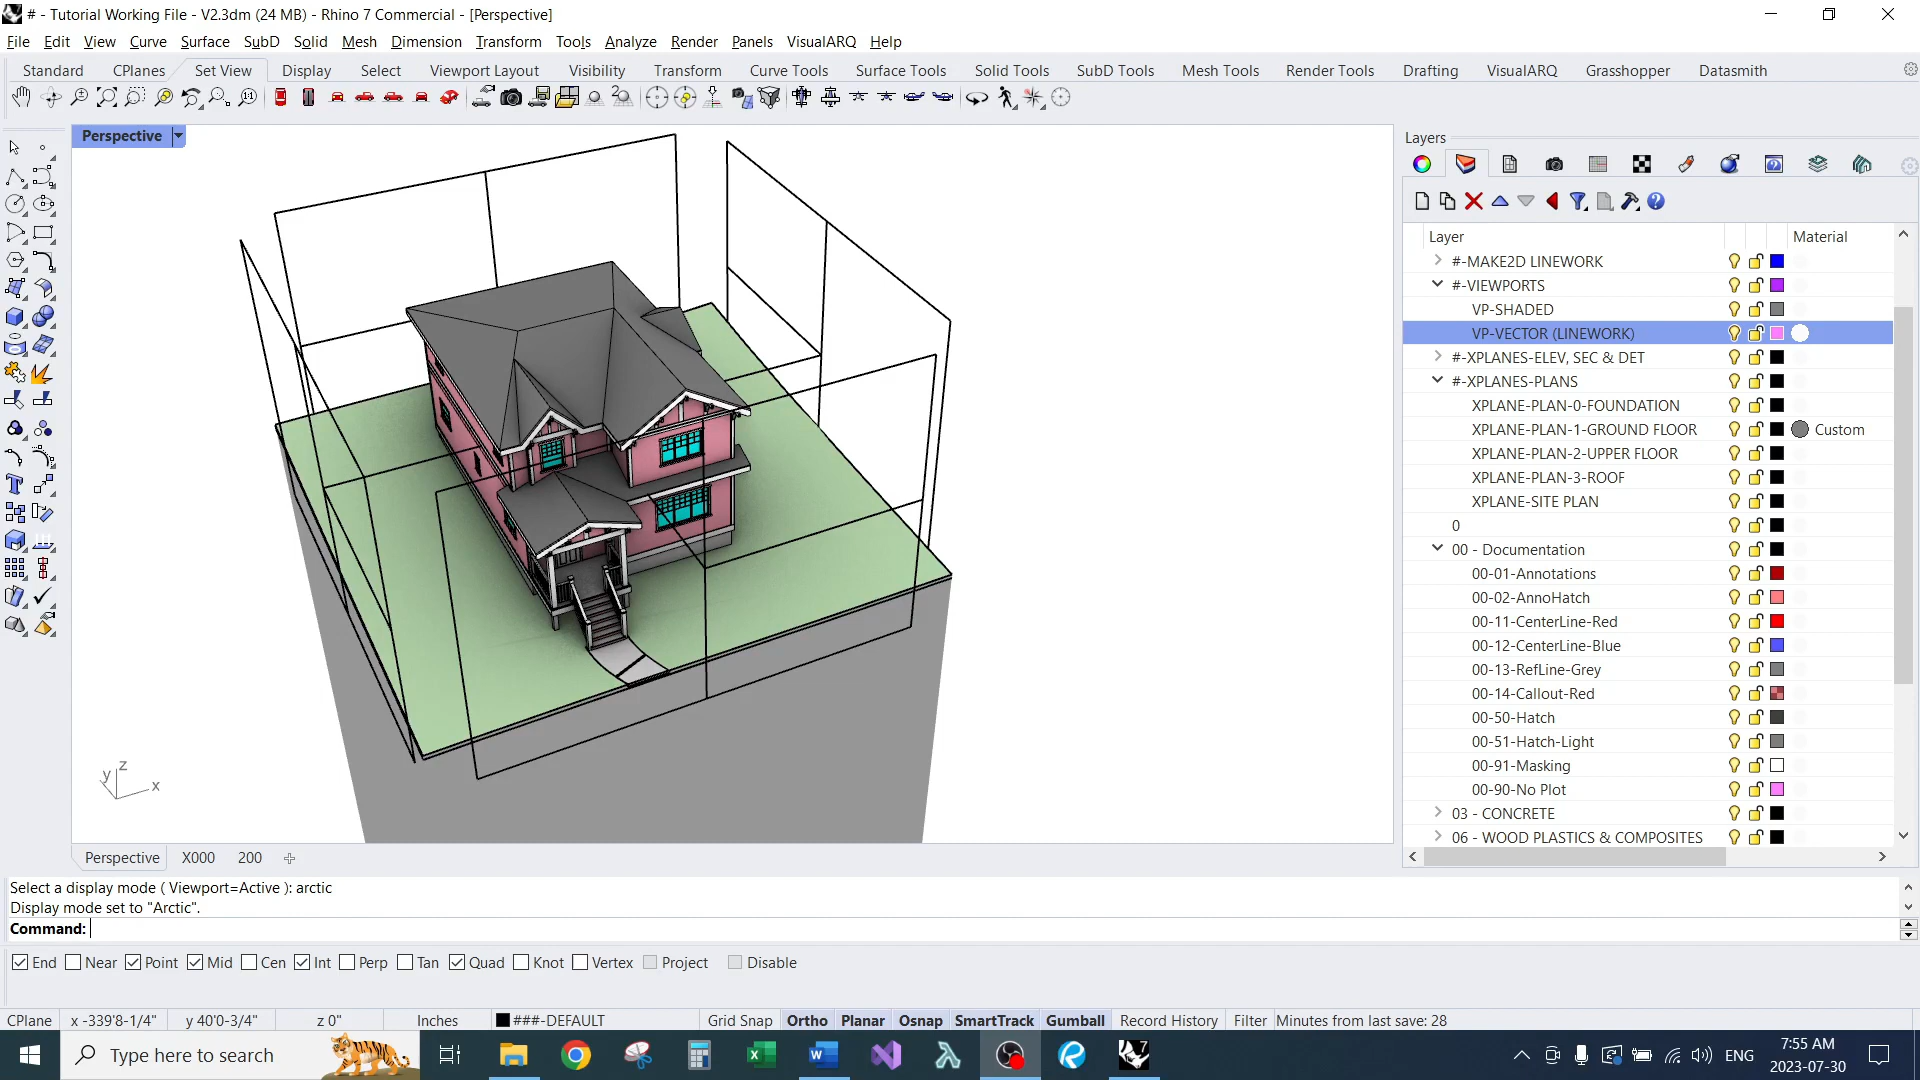 # - Tutorial Working File - V2.3dm (24 MB) - Rhino 7 Commercial - [Perspective]
File Edit View Curve Surface SubD Solid Mesh Dimension Transform Tools Analyze Render Panels VisualARQ Help
Standard CPlanes Set View Display Select Viewport Layout Visibility Transform Curve Tools Surface Tools Solid Tools SubD Tools Mesh Tools Render Tools Drafting VisualARQ Grasshopper Datasmith
Perspective
Layers
Layer Material
#-MAKE2D LINEWORK
#-VIEWPORTS
VP-SHADED
VP-VECTOR (LINEWORK)
#-XPLANES-ELEV, SEC & DET
#-XPLANES-PLANS
XPLANE-PLAN-0-FOUNDATION
XPLANE-PLAN-1-GROUND FLOOR Custom
XPLANE-PLAN-2-UPPER FLOOR
XPLANE-PLAN-3-ROOF
XPLANE-SITE PLAN
0
00 - Documentation
00-01-Annotations
00-02-AnnoHatch
00-11-CenterLine-Red
00-12-CenterLine-Blue
00-13-RefLine-Grey
00-14-Callout-Red
00-50-Hatch
00-51-Hatch-Light
00-91-Masking
00-90-No Plot
03 - CONCRETE
06 - WOOD PLASTICS & COMPOSITES
z
y
x
Perspective X000 200
Select a display mode ( Viewport=Active ): arctic
Display mode set to "Arctic".
Command:
End Near Point Mid Cen Int Perp Tan Quad Knot Vertex Project Disable
CPlane x -339'8-1/4" y 40'0-3/4" z 0" Inches ###-DEFAULT Grid Snap Ortho Planar Osnap SmartTrack Gumball Record History Filter Minutes from last save: 28
Type here to search
ENG
7:55 AM
2023-07-30